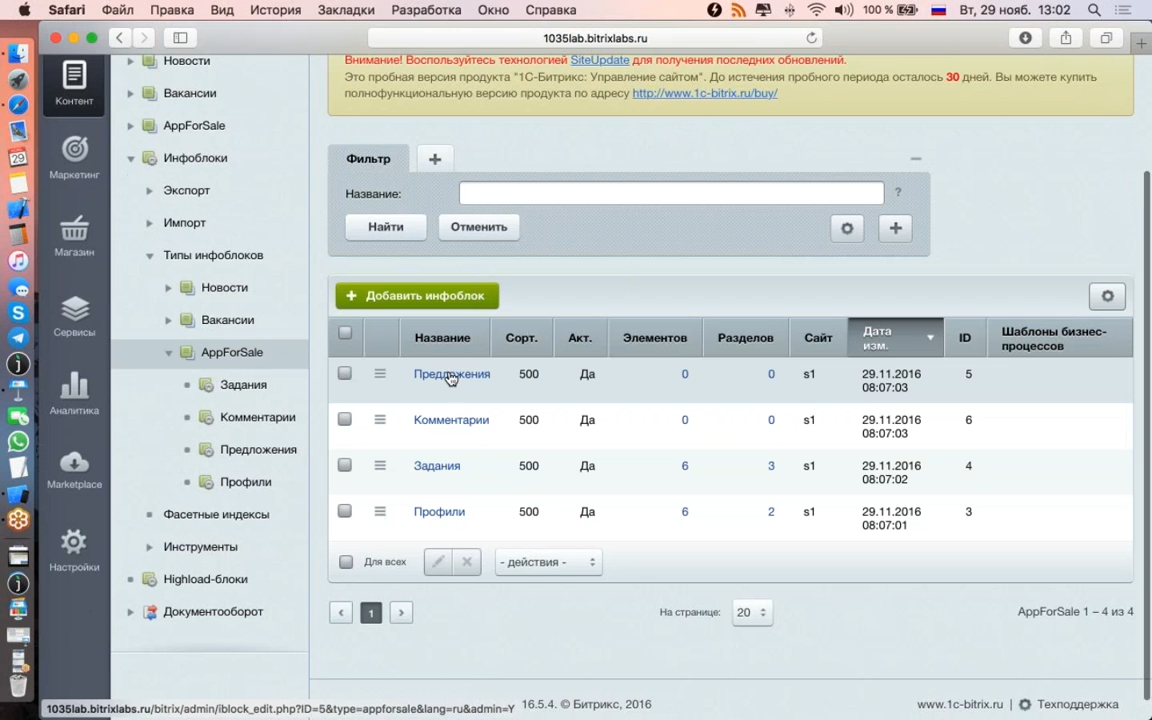 Safari Файл Правка Вид История Закладки Разработка Окно Справка 100 % Вт, 29 нояб. 13:02
1035lab.bitrixlabs.ru
Контент
Маркетинг
Магазин
Сервисы
Аналитика
Marketplace
Настройки
Новости
Вакансии
AppForSale
Инфоблоки
Экспорт
Импорт
Типы инфоблоков
Новости
Вакансии
AppForSale
Задания
Комментарии
Предложения
Профили
Фасетные индексы
Инструменты
Highload-блоки
Документооборот
Внимание! Воспользуйтесь технологией SiteUpdate для получения последних обновлений.
Это пробная версия продукта "1С-Битрикс: Управление сайтом". До истечения пробного периода осталось 30 дней. Вы можете купить
полнофункциональную версию продукта по адресу http://www.1c-bitrix.ru/buy/
Фильтр +
Название: ?
Найти Отменить
+ Добавить инфоблок
Название Сорт. Акт. Элементов Разделов Сайт Дата изм. ID Шаблоны бизнес-процессов
Предложения 500 Да 0 0 s1 29.11.2016 08:07:03 5
Комментарии 500 Да 0 0 s1 29.11.2016 08:07:03 6
Задания 500 Да 6 3 s1 29.11.2016 08:07:02 4
Профили 500 Да 6 2 s1 29.11.2016 08:07:01 3
Для всех - действия -
1 На странице: 20 AppForSale 1 – 4 из 4
1035lab.bitrixlabs.ru/bitrix/admin/iblock_edit.php?ID=5&type=appforsale&lang=ru&admin=Y 16.5.4. © Битрикс, 2016 www.1c-bitrix.ru Техподдержка